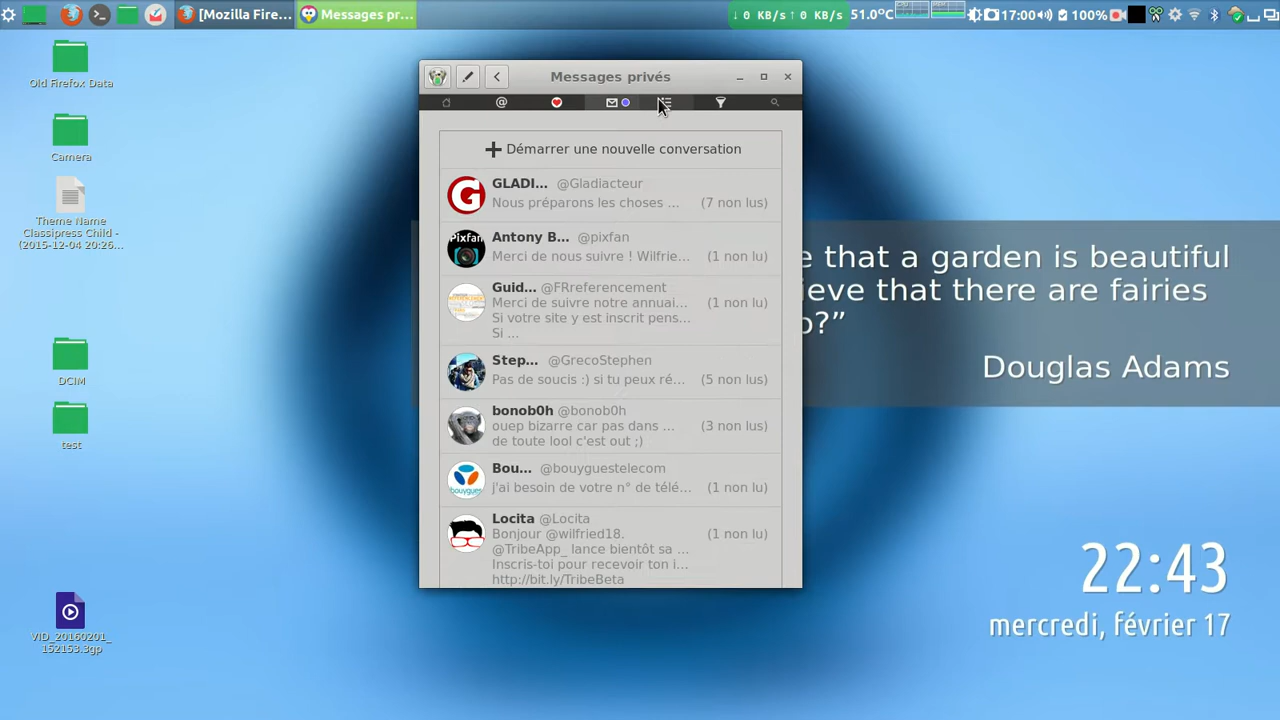 [Mozilla Fire...
Messages pr...
↓ 0 KB/s ↑ 0 KB/s
51.0°C
17:00
100%
Old Firefox Data
Camera
Theme Name
Classipress Child -
(2015-12-04 20:26...
DCIM
test
VID_20160201_
152153.3gp
Messages privés
@
Démarrer une nouvelle conversation
GLADI... @Gladiacteur
Nous préparons les choses ... (7 non lus)
Pixfan
Antony B... @pixfan
Merci de nous suivre ! Wilfrie... (1 non lu)
Guid... @FRreferencement
Merci de suivre notre annuai... (1 non lu)
Si votre site y est inscrit pens...
Si ...
Step... @GrecoStephen
Pas de soucis :) si tu peux ré... (5 non lus)
bonob0h @bonob0h
ouep bizarre car pas dans ... (3 non lus)
de toute lool c'est out ;)
bouygues
Bou... @bouyguestelecom
J'ai besoin de votre n° de télé... (1 non lu)
Locita @Locita
Bonjour @wilfried18. (1 non lu)
@TribeApp_ lance bientôt sa ...
Inscris-toi pour recevoir ton i...
http://bit.ly/TribeBeta
e that a garden is beautiful
ieve that there are fairies
o?”
Douglas Adams
22:43
mercredi, février 17